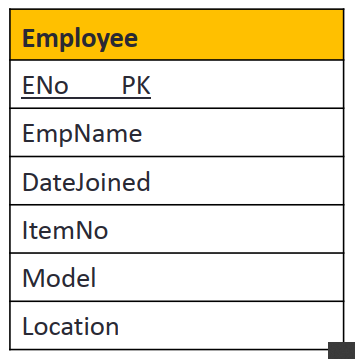 Employee
ENo PK
EmpName
DateJoined
ItemNo
Model
Location